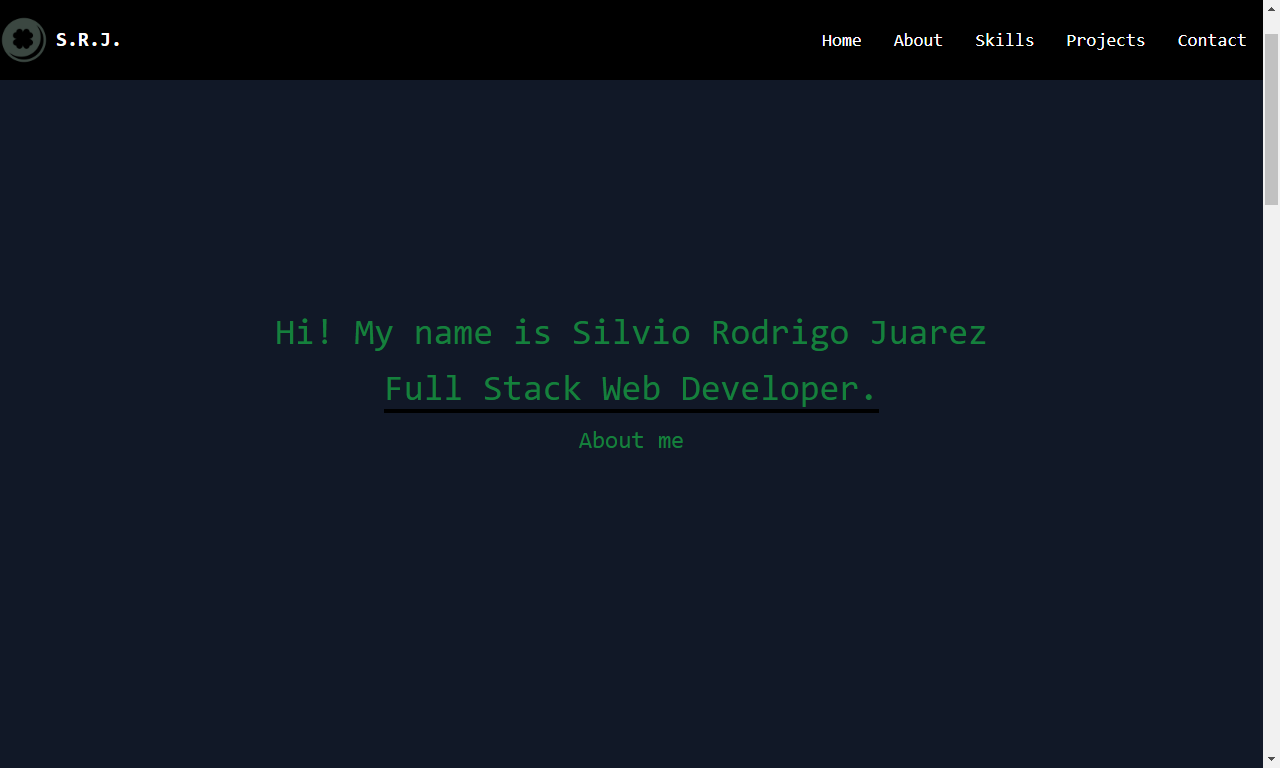 S.R.J.
Home About Skills Projects Contact
Hi! My name is Silvio Rodrigo Juarez
Full Stack Web Developer.
About me